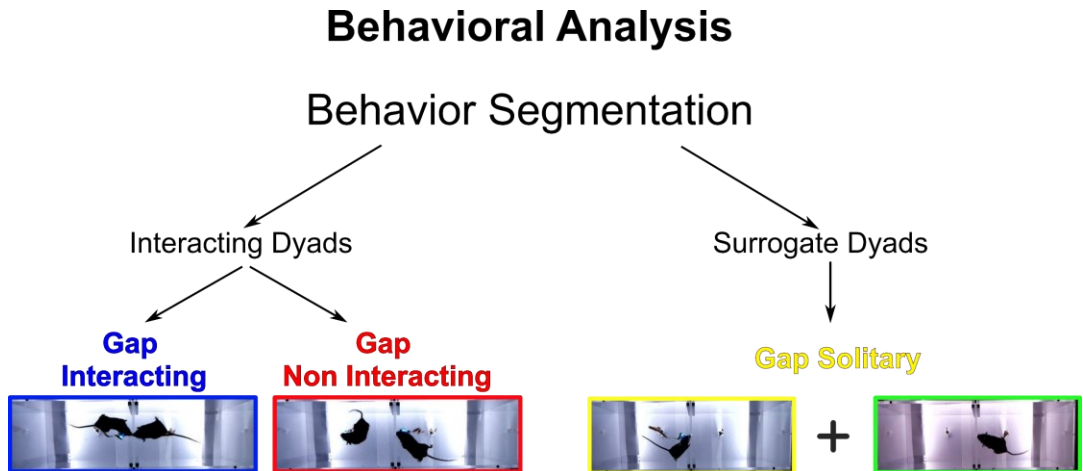 Behavioral Analysis
Behavior Segmentation
Interacting Dyads
Surrogate Dyads
Gap
Interacting
Gap
Non Interacting
Gap Solitary
+